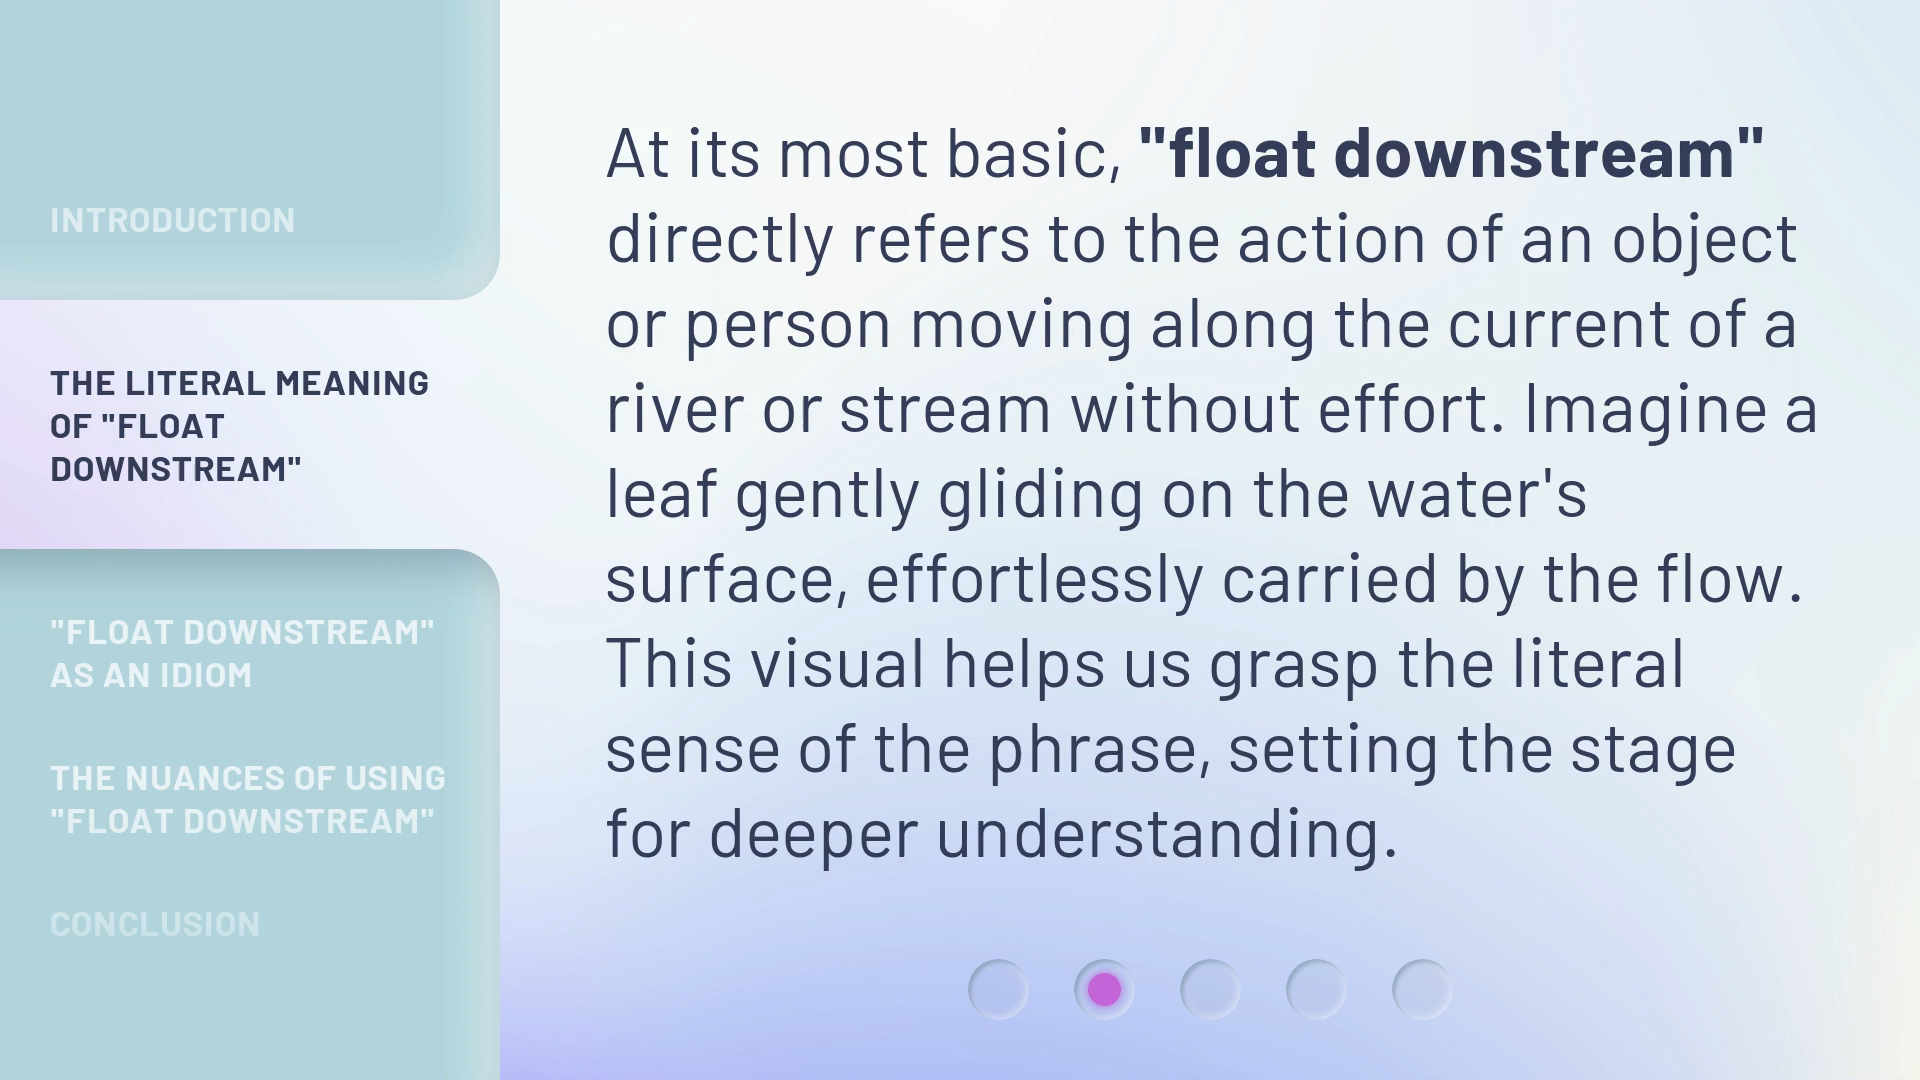 INTRODUCTION
THE LITERAL MEANING
OF "FLOAT
DOWNSTREAM"
"FLOAT DOWNSTREAM"
AS AN IDIOM
THE NUANCES OF USING
"FLOAT DOWNSTREAM"
CONCLUSION
At its most basic, "float downstream"
directly refers to the action of an object
or person moving along the current of a
river or stream without effort. Imagine a
leaf gently gliding on the water's
surface, effortlessly carried by the flow.
This visual helps us grasp the literal
sense of the phrase, setting the stage
for deeper understanding.